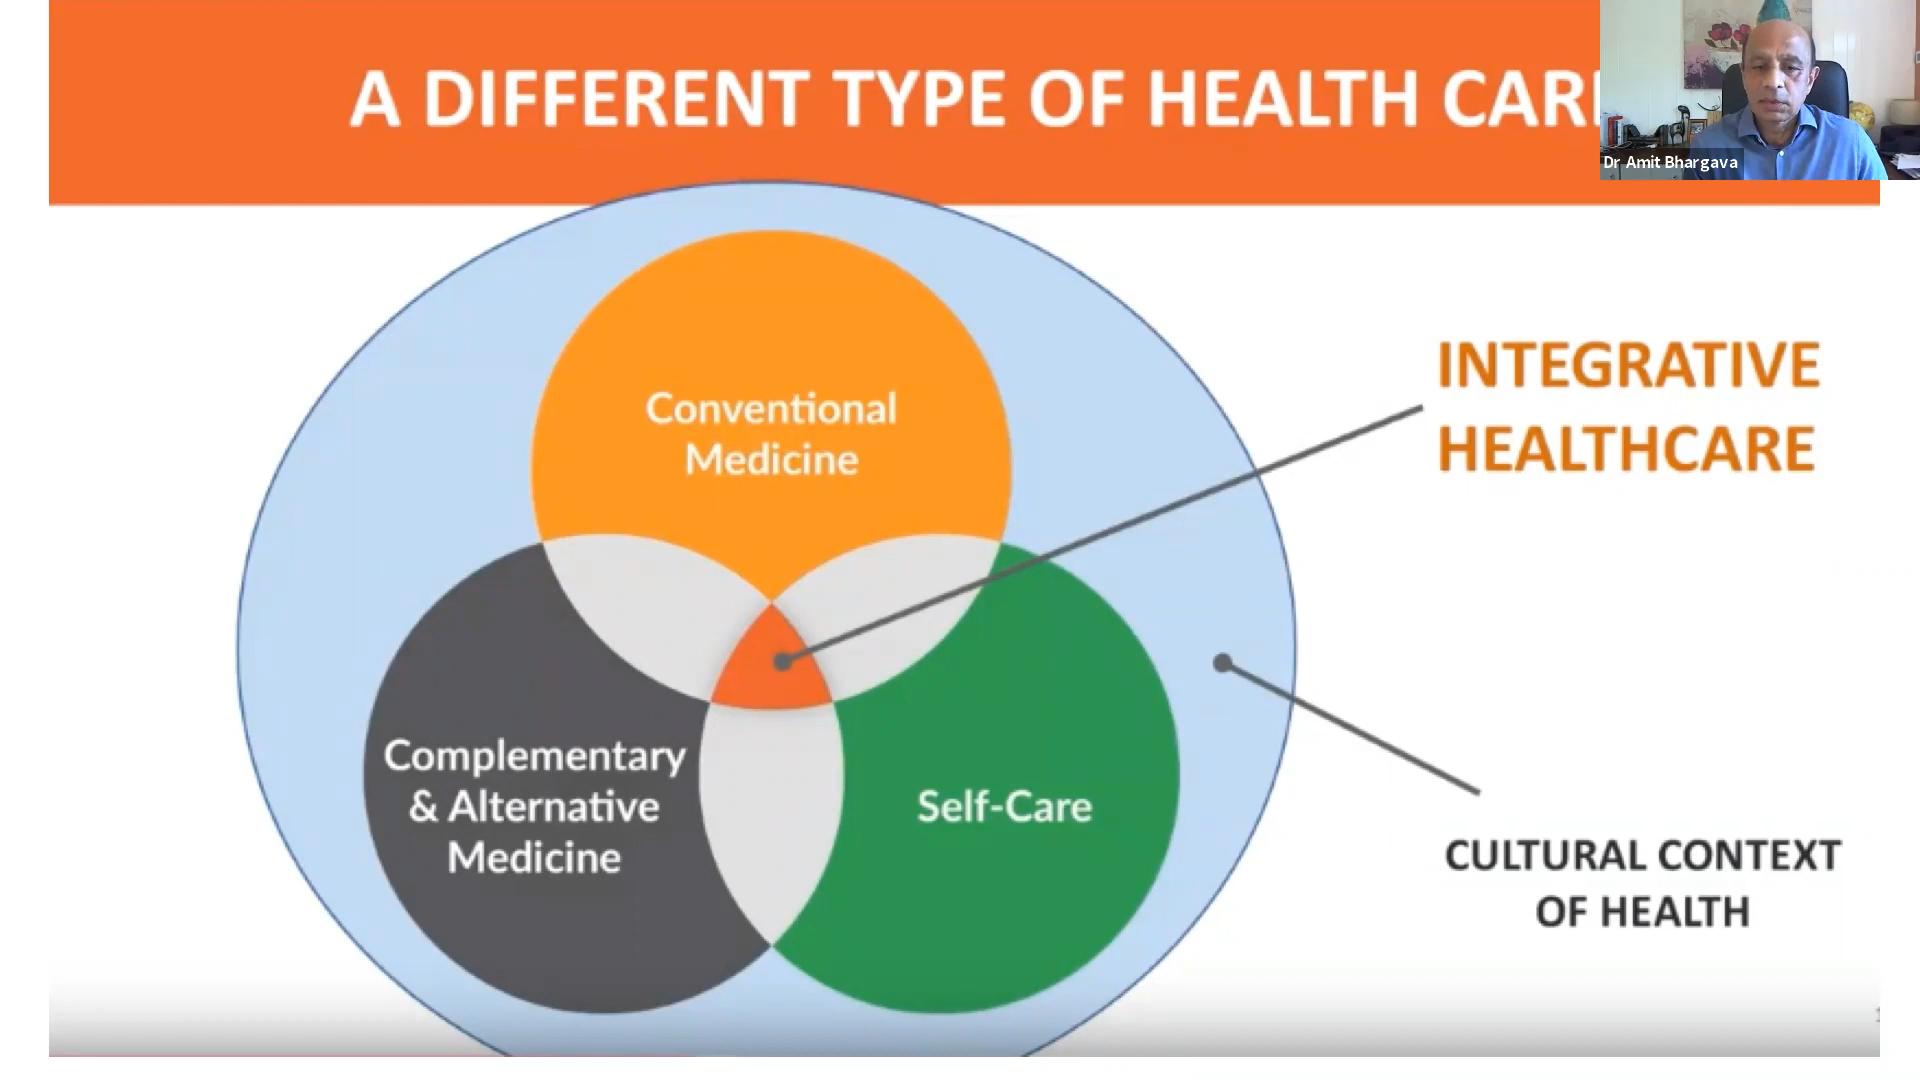 A DIFFERENT TYPE OF HEALTH
Dr Amit Bhargava
Conventional
Medicine
INTEGRATIVE
HEALTHCARE
Complementary
& Alternative
Medicine
Self-Care
CULTURAL CONTEXT
OF HEALTH